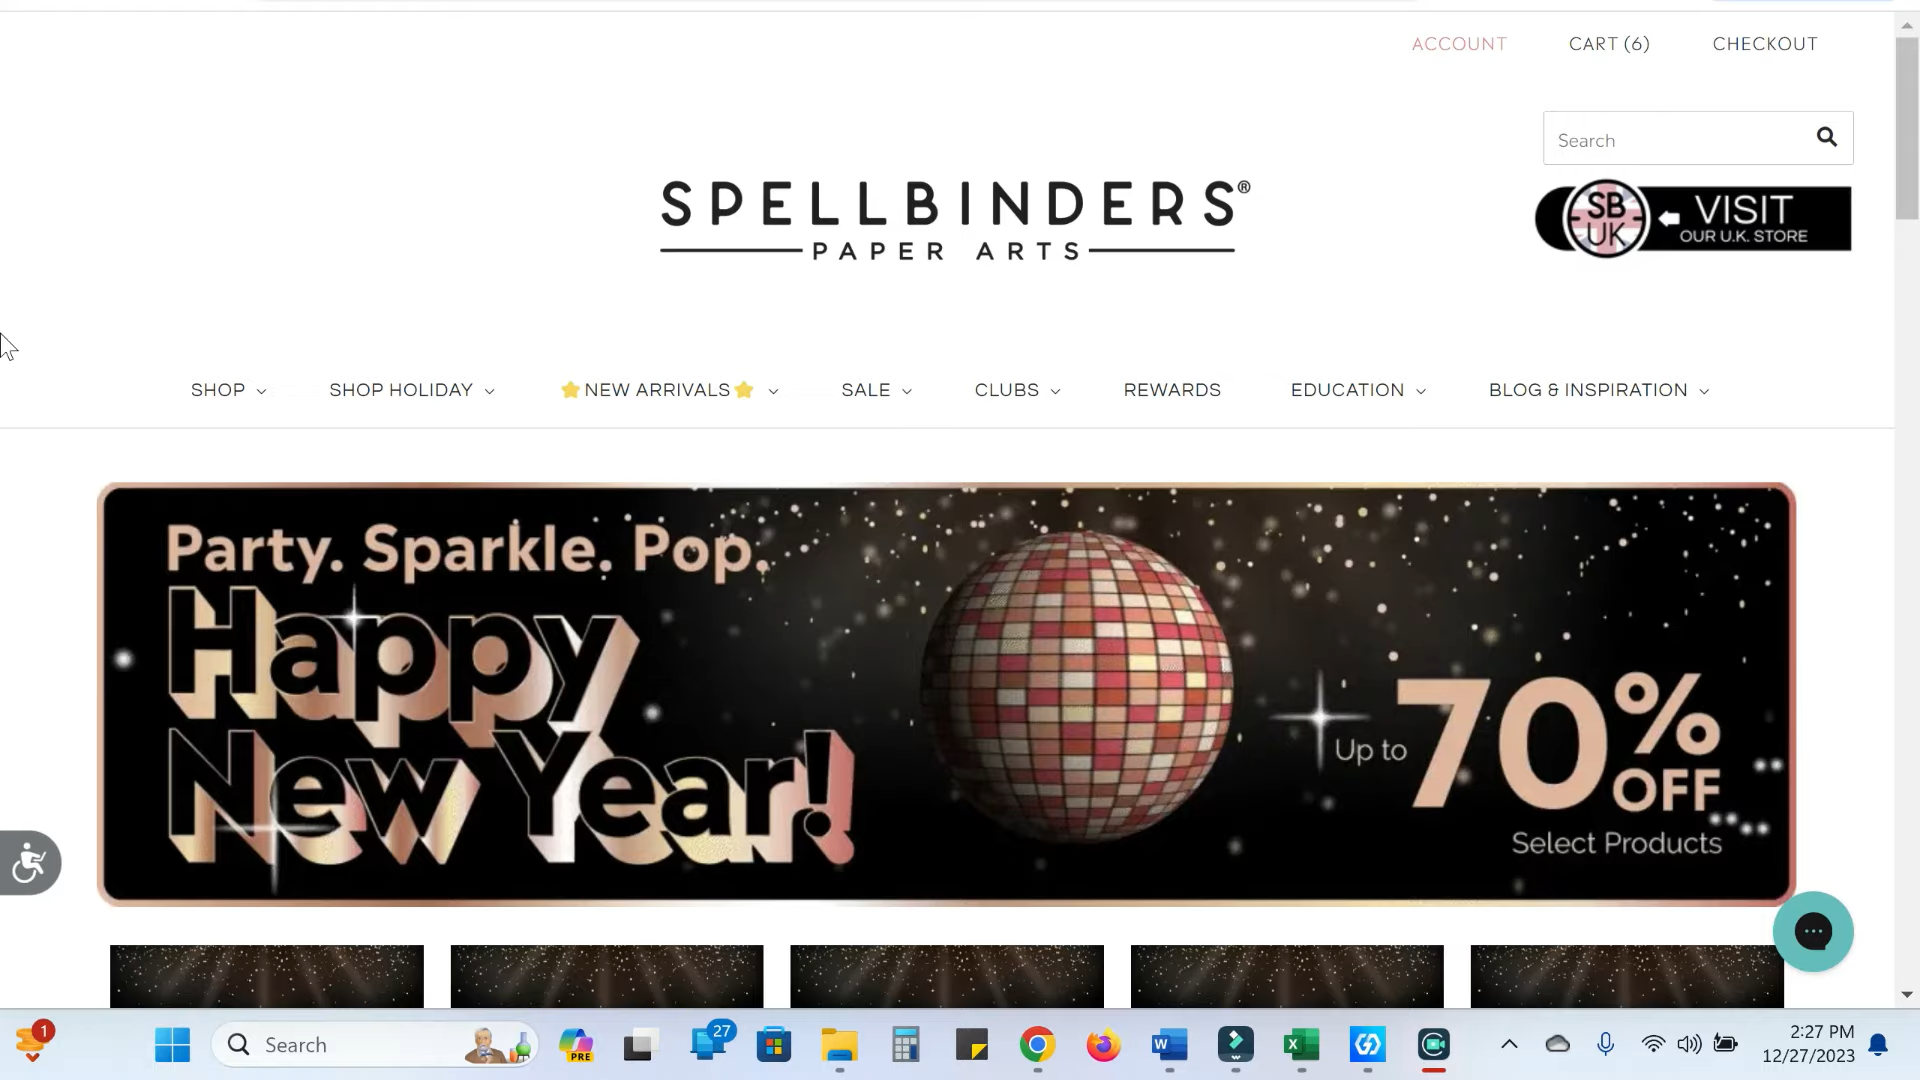 ACCOUNT CART (6) CHECKOUT
Search
SPELLBINDERS®
PAPER ARTS
SB
UK
VISIT
OUR U.K. STORE
SHOP SHOP HOLIDAY NEW ARRIVALS SALE CLUBS REWARDS EDUCATION BLOG & INSPIRATION
Party. Sparkle. Pop.
Happy
New Year!
Up to 70%
OFF
Select Products
1
Search
PRE
27
W
X
2:27 PM
12/27/2023